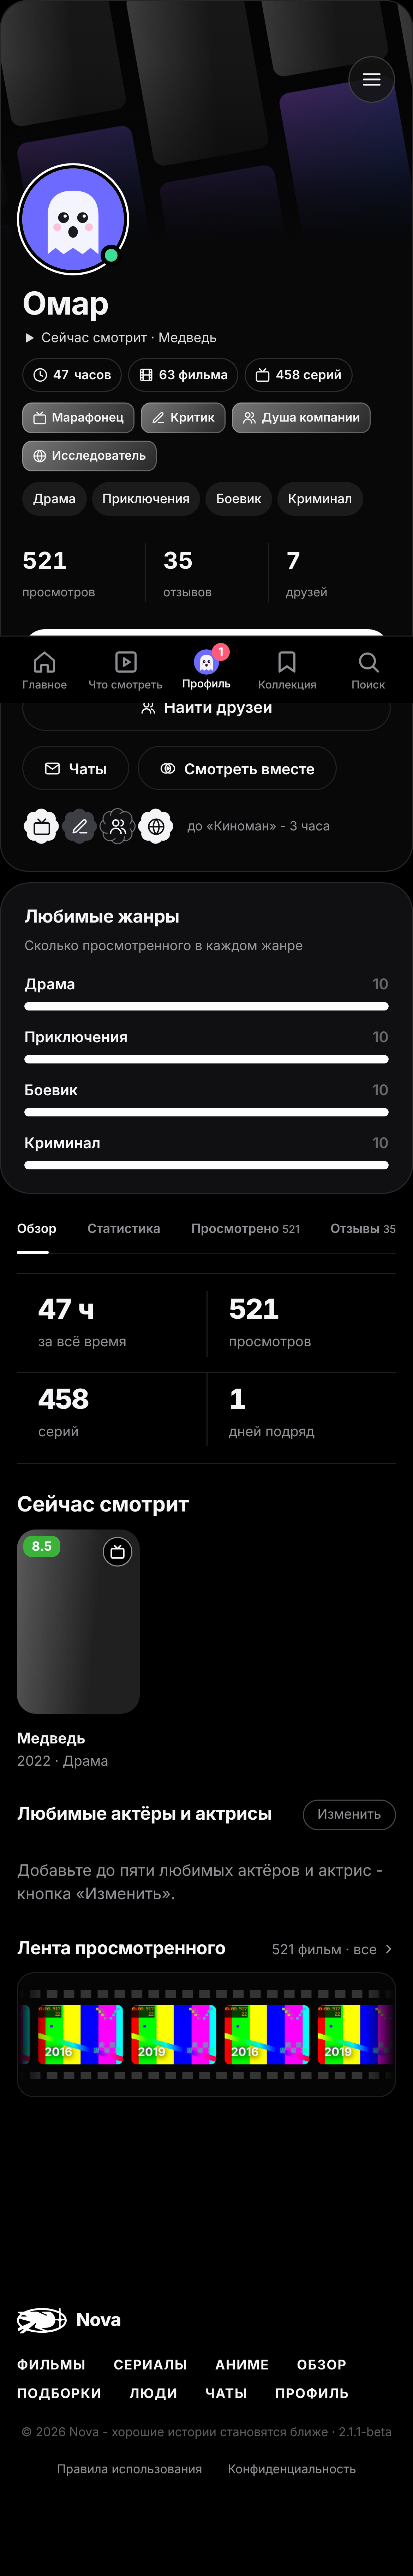 Омар
Сейчас смотрит · Медведь
47 часов
63 фильма
458 серий
Марафонец
Критик
Душа компании
Исследователь
Драма
Приключения
Боевик
Криминал
521
35
7
просмотров
отзывов
друзей
1
Главное
Что смотреть
Профиль
Коллекция
Поиск
Найти друзей
Чаты
Смотреть вместе
до «Киноман» - 3 часа
Любимые жанры
Сколько просмотренного в каждом жанре
Драма 10
Приключения 10
Боевик 10
Криминал 10
Обзор
Статистика
Просмотрено 521
Отзывы 35
47 ч
521
за всё время
просмотров
458
1
серий
дней подряд
Сейчас смотрит
8.5
Медведь
2022 · Драма
Любимые актёры и актрисы
Изменить
Добавьте до пяти любимых актёров и актрис -
кнопка «Изменить».
Лента просмотренного
521 фильм · все
2016
2019
2016
2019
Nova
ФИЛЬМЫ СЕРИАЛЫ АНИМЕ ОБЗОР
ПОДБОРКИ ЛЮДИ ЧАТЫ ПРОФИЛЬ
© 2026 Nova - хорошие истории становятся ближе · 2.1.1-beta
Правила использования Конфиденциальность